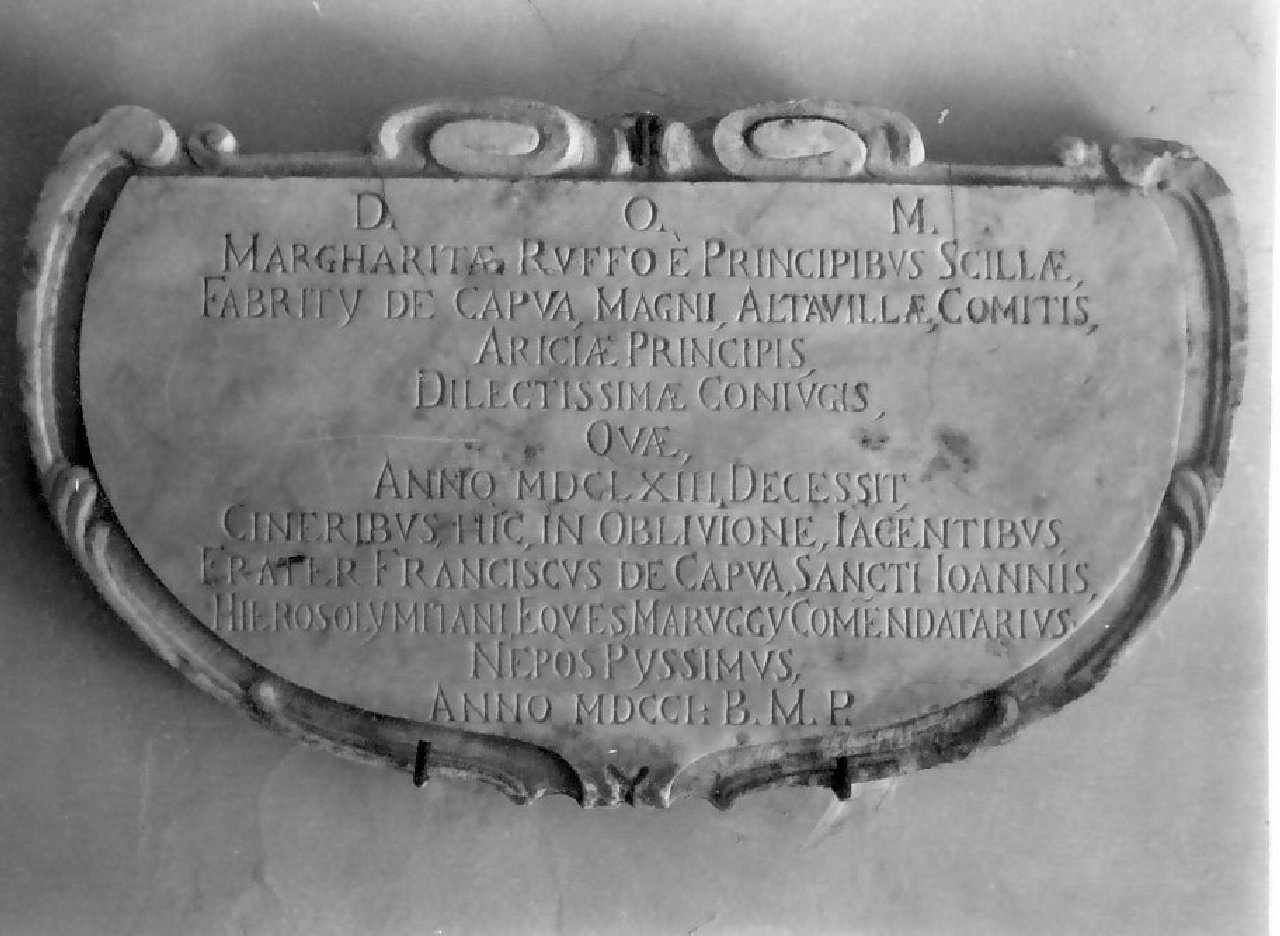 D. O. M.
MARGHARITÆ, RVFFO È PRINCIPIBVS SCILLÆ,
FABRITY DE CAPVA, MAGNI, ALTAVILLÆ, COMITIS,
ARICIÆ PRINCIPIS,
DILECTISSIMÆ CONIVGIS,
QVÆ,
ANNO MDCLXIII, DECESSIT,
CINERIBVS, HIC, IN OBLIVIONE, IACENTIBVS,
FRATER FRANCISCVS DE CAPVA, SANCTI IOANNIS,
HIEROSOLYMITANI, EQVES, MARVGGY COMENDATARIVS,
NEPOS PYSSIMVS,
ANNO MDCCI: B. M. P.